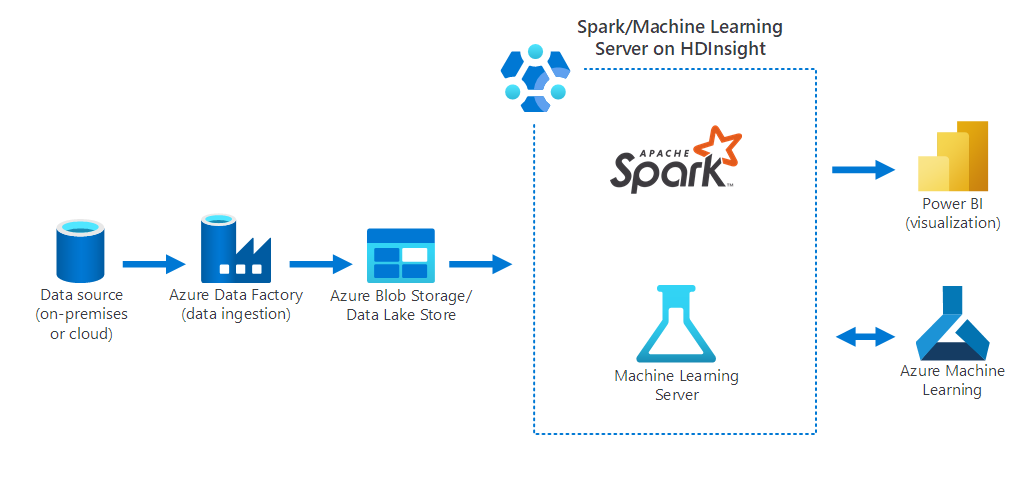 Spark/Machine Learning
Server on HDInsight
APACHE
Spark™
Power BI
(visualization)
Data source
(on-premises
or cloud)
Azure Data Factory
(data ingestion)
Azure Blob Storage/
Data Lake Store
Machine Learning
Server
Azure Machine
Learning